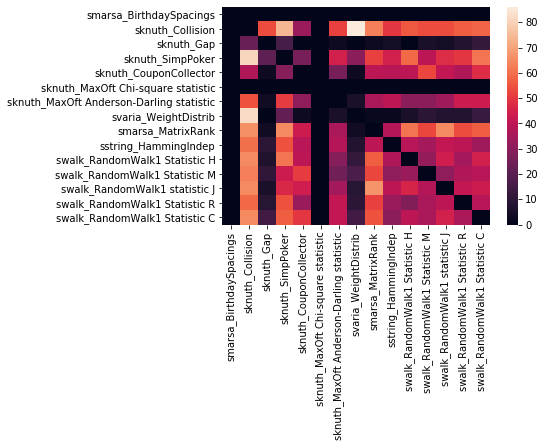 smarsa_BirthdaySpacings
sknuth_Collision
sknuth_Gap
sknuth_SimpPoker
sknuth_CouponCollector
sknuth_MaxOft Chi-square statistic
sknuth_MaxOft Anderson-Darling statistic
svaria_WeightDistrib
smarsa_MatrixRank
sstring_HammingIndep
swalk_RandomWalk1 Statistic H
swalk_RandomWalk1 Statistic M
swalk_RandomWalk1 statistic J
swalk_RandomWalk1 Statistic R
swalk_RandomWalk1 Statistic C
smarsa_BirthdaySpacings
sknuth_Collision
sknuth_Gap
sknuth_SimpPoker
sknuth_CouponCollector
sknuth_MaxOft Chi-square statistic
sknuth_MaxOft Anderson-Darling statistic
svaria_WeightDistrib
smarsa_MatrixRank
sstring_HammingIndep
swalk_RandomWalk1 Statistic H
swalk_RandomWalk1 Statistic M
swalk_RandomWalk1 statistic J
swalk_RandomWalk1 Statistic R
swalk_RandomWalk1 Statistic C
80
70
60
50
40
30
20
10
0